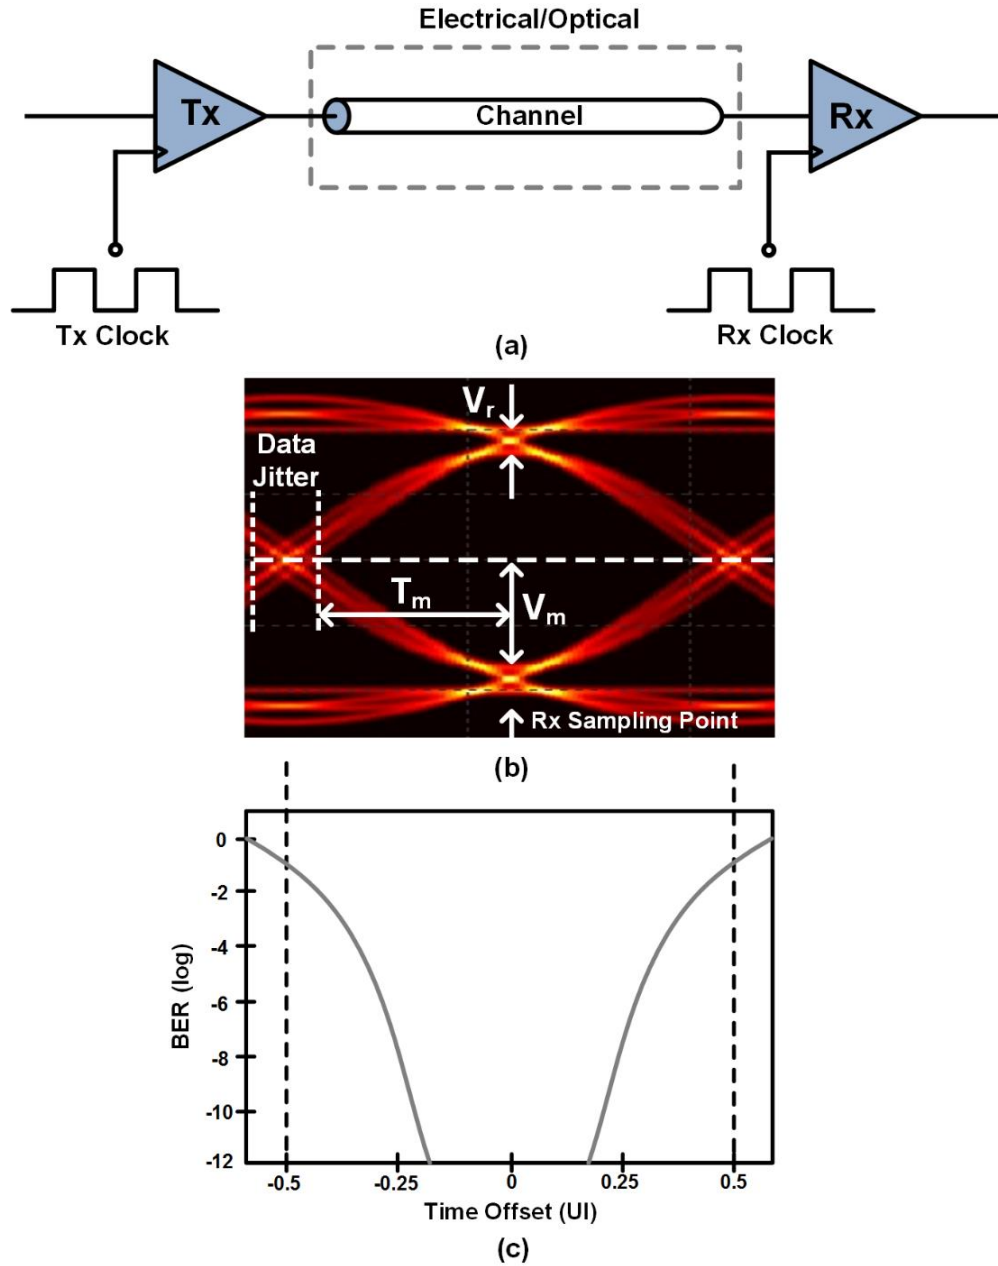 Electrical/Optical
Tx
Channel
Rx
Tx Clock
Rx Clock
(a)
Vr
Data
Jitter
Tm
Vm
Rx Sampling Point
(b)
BER (log)
0
-2
-4
-6
-8
-10
-12
-0.5
-0.25
0
0.25
0.5
Time Offset (UI)
(c)